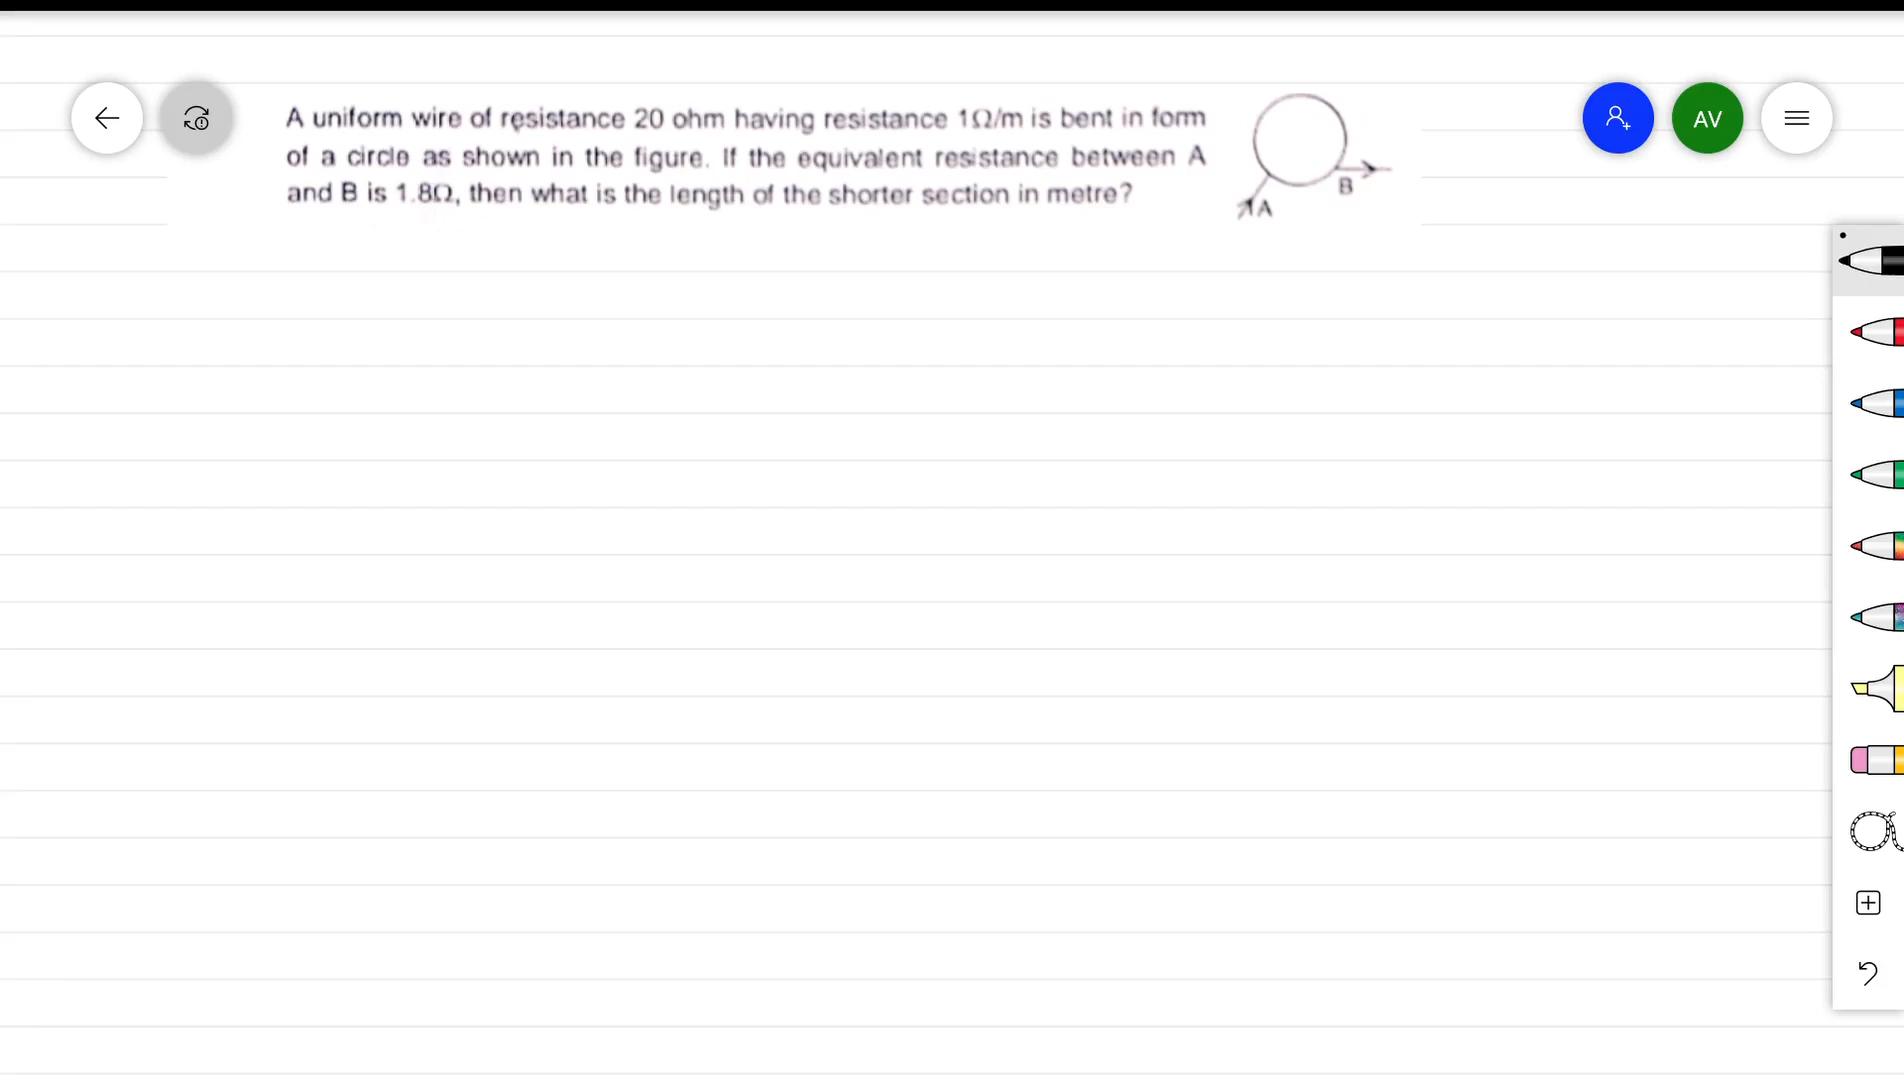 A uniform wire of resistance 20 ohm having resistance 1Ω/m is bent in form
of a circle as shown in the figure. If the equivalent resistance between A
and B is 1.8Ω, then what is the length of the shorter section in metre?
B
A
AV